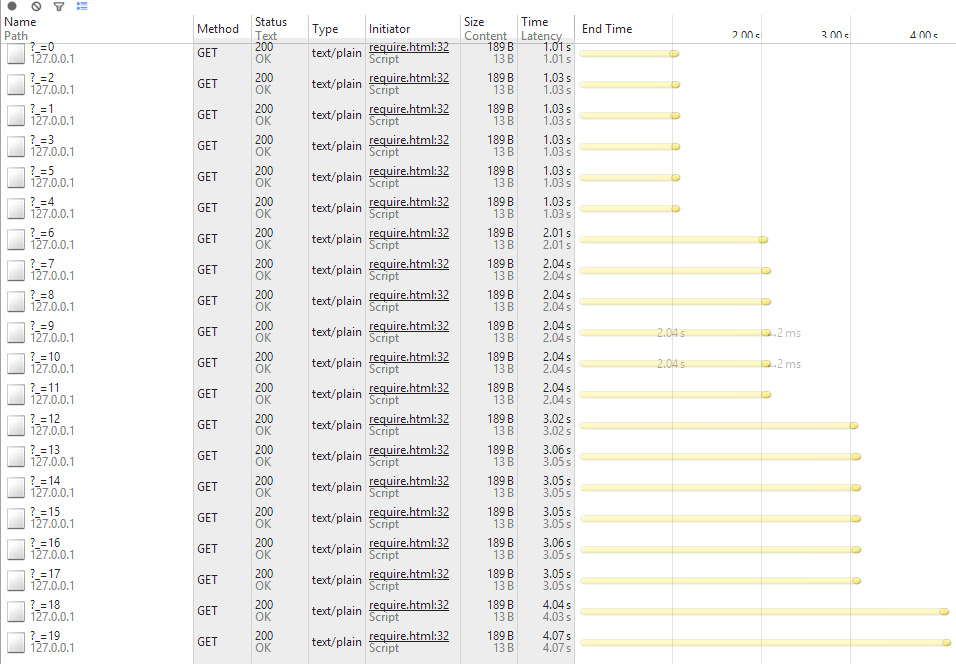 Name Method Status Type Initiator Size Time End Time
Path Text Content Latency 2.00 s 3.00 s 4.00 s
?_=0 GET 200 text/plain require.html:32 189 B 1.01 s
127.0.0.1 OK Script 13 B 1.01 s
?_=2 GET 200 text/plain require.html:32 189 B 1.03 s
127.0.0.1 OK Script 13 B 1.03 s
?_=1 GET 200 text/plain require.html:32 189 B 1.03 s
127.0.0.1 OK Script 13 B 1.03 s
?_=3 GET 200 text/plain require.html:32 189 B 1.03 s
127.0.0.1 OK Script 13 B 1.03 s
?_=5 GET 200 text/plain require.html:32 189 B 1.03 s
127.0.0.1 OK Script 13 B 1.03 s
?_=4 GET 200 text/plain require.html:32 189 B 1.03 s
127.0.0.1 OK Script 13 B 1.03 s
?_=6 GET 200 text/plain require.html:32 189 B 2.01 s
127.0.0.1 OK Script 13 B 2.01 s
?_=7 GET 200 text/plain require.html:32 189 B 2.04 s
127.0.0.1 OK Script 13 B 2.04 s
?_=8 GET 200 text/plain require.html:32 189 B 2.04 s
127.0.0.1 OK Script 13 B 2.04 s
?_=9 GET 200 text/plain require.html:32 189 B 2.04 s 2.04 s 2 ms
127.0.0.1 OK Script 13 B 2.04 s
?_=10 GET 200 text/plain require.html:32 189 B 2.04 s 2.04 s 2 ms
127.0.0.1 OK Script 13 B 2.04 s
?_=11 GET 200 text/plain require.html:32 189 B 2.04 s
127.0.0.1 OK Script 13 B 2.04 s
?_=12 GET 200 text/plain require.html:32 189 B 3.02 s
127.0.0.1 OK Script 13 B 3.02 s
?_=13 GET 200 text/plain require.html:32 189 B 3.06 s
127.0.0.1 OK Script 13 B 3.05 s
?_=14 GET 200 text/plain require.html:32 189 B 3.05 s
127.0.0.1 OK Script 13 B 3.05 s
?_=15 GET 200 text/plain require.html:32 189 B 3.05 s
127.0.0.1 OK Script 13 B 3.05 s
?_=16 GET 200 text/plain require.html:32 189 B 3.06 s
127.0.0.1 OK Script 13 B 3.05 s
?_=17 GET 200 text/plain require.html:32 189 B 3.05 s
127.0.0.1 OK Script 13 B 3.05 s
?_=18 GET 200 text/plain require.html:32 189 B 4.04 s
127.0.0.1 OK Script 13 B 4.03 s
?_=19 GET 200 text/plain require.html:32 189 B 4.07 s
127.0.0.1 OK Script 13 B 4.07 s